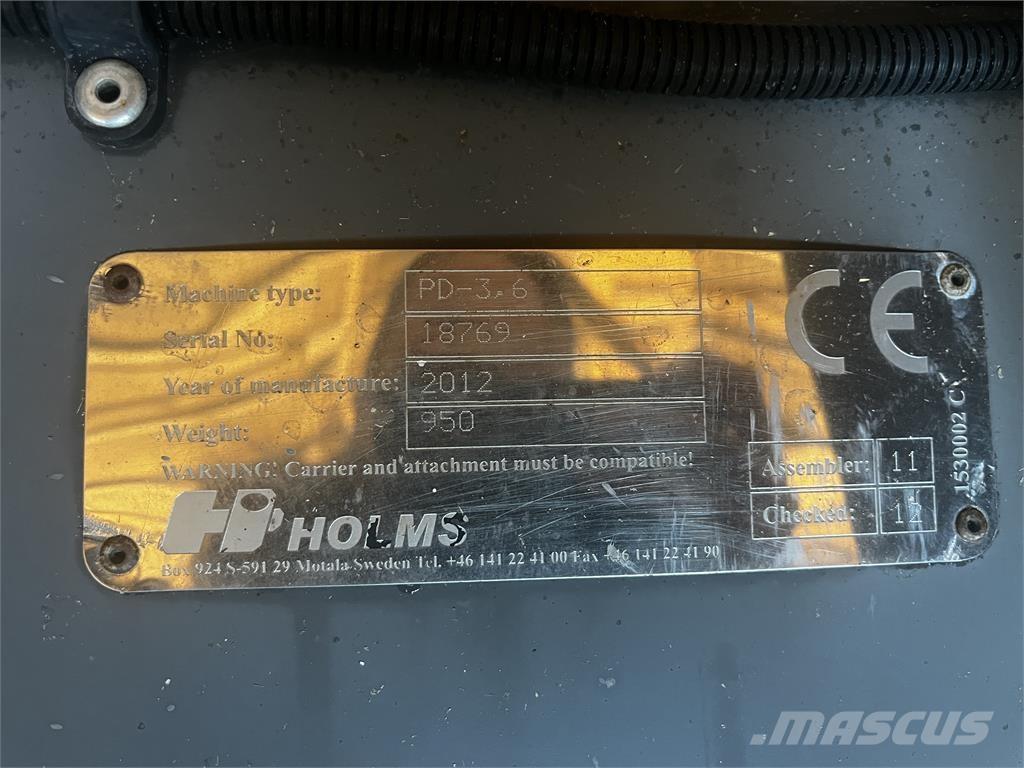 Machine type: PD-3,6
Serial No: 18769
Year of manufacture: 2012
Weight: 950
WARNING! Carrier and attachment must be compatible!
HOLMS
Box 924 S-591 29 Motala Sweden Tel. +46 141 22 41 00 Fax +46 141 22 41 90
CE
Assembler: 11
Checked: 12
1530002
MASCUS